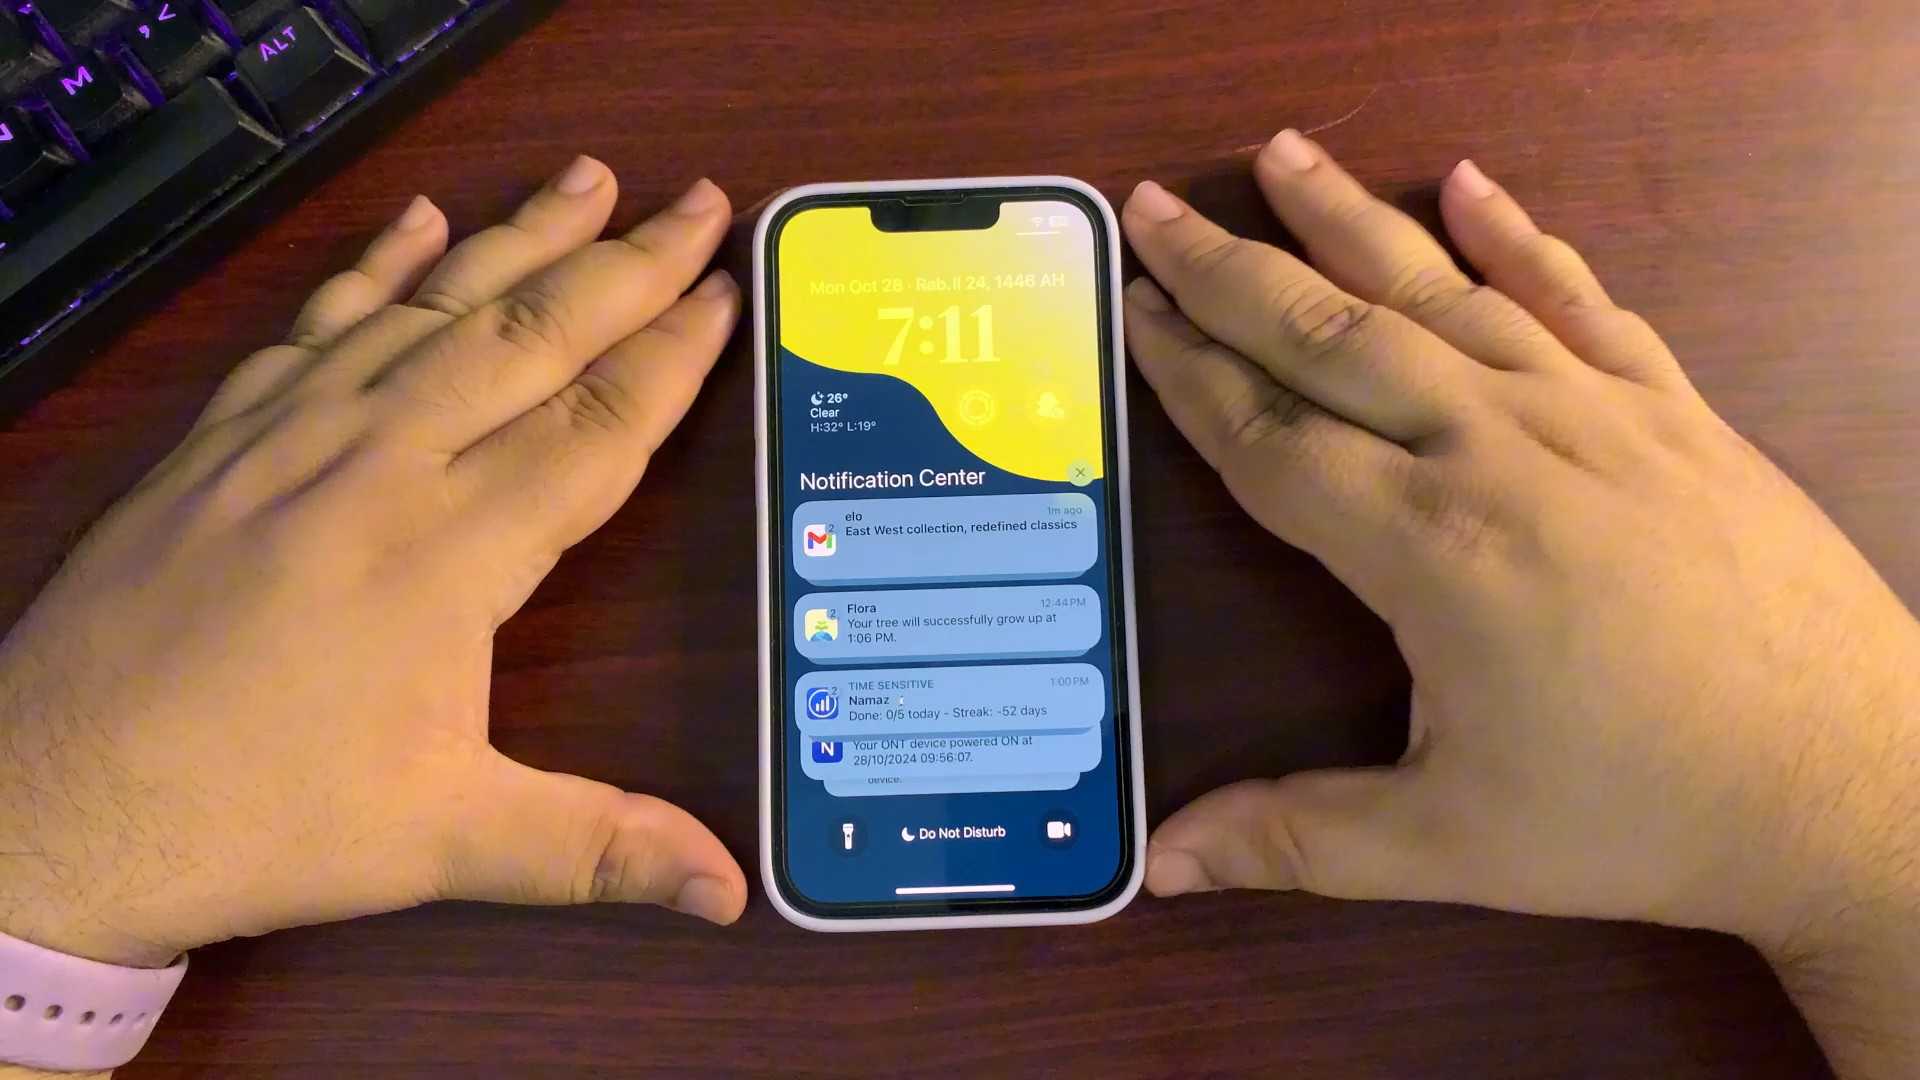 M
,
<
ALT
Mon Oct 28 · Rab. II 24, 1446 AH
7:11
26°
Clear
H:32° L:19°
Notification Center
elo
1m ago
2
East West collection, redefined classics
Flora
12:44 PM
2
Your tree will successfully grow up at
1:06 PM.
TIME SENSITIVE
1:00 PM
2
Namaz
Done: 0/5 today - Streak: -52 days
N
Your ONT device powered ON at
28/10/2024 09:56:07.
device.
Do Not Disturb